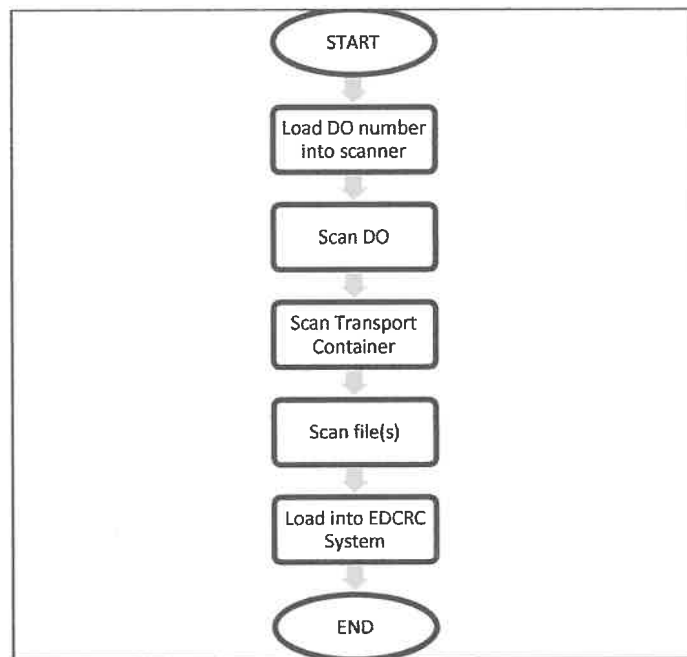 START
Load DO number
into scanner
Scan DO
Scan Transport
Container
Scan file(s)
Load into EDCRC
System
END